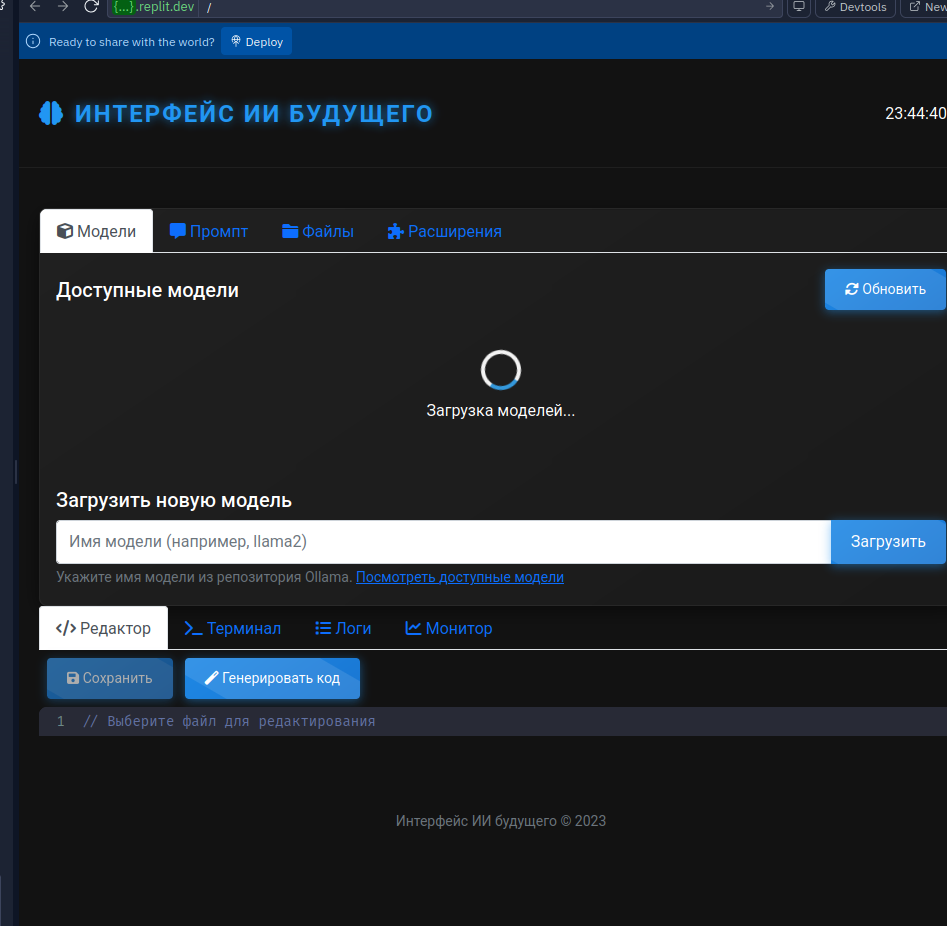 {...}.replit.dev / Devtools New
Ready to share with the world? Deploy
ИНТЕРФЕЙС ИИ БУДУЩЕГО 23:44:40
Модели Промпт Файлы Расширения
Доступные модели Обновить
Загрузка моделей...
Загрузить новую модель
Имя модели (например, llama2) Загрузить
Укажите имя модели из репозитория Ollama. Посмотреть доступные модели
</> Редактор Терминал Логи Монитор
Сохранить Генерировать код
1 // Выберите файл для редактирования
Интерфейс ИИ будущего © 2023